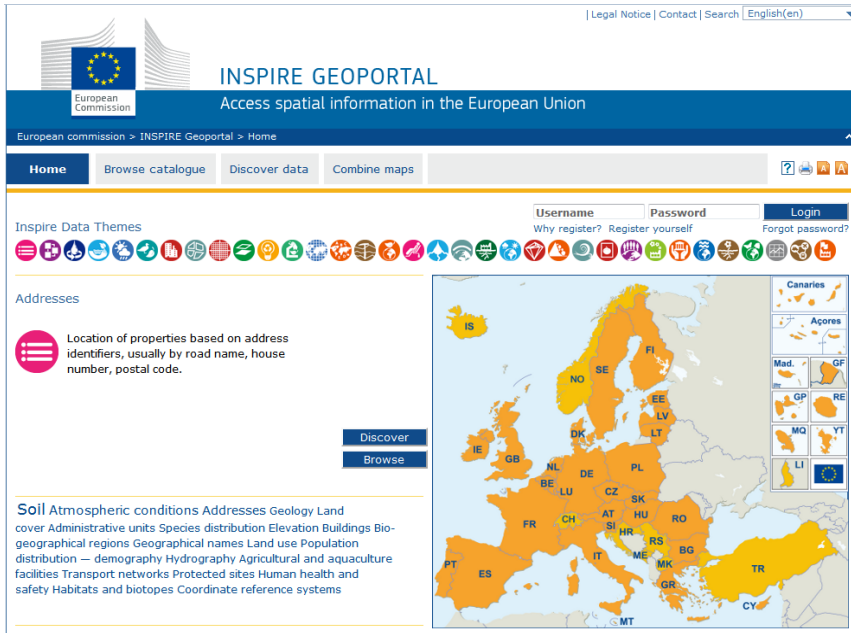 | Legal Notice | Contact | Search English(en)
European
Commission
INSPIRE GEOPORTAL
Access spatial information in the European Union
European commission > INSPIRE Geoportal > Home
Home Browse catalogue Discover data Combine maps ? A A
Username Password Login
Inspire Data Themes
Why register? Register yourself Forgot password?
Addresses
Location of properties based on address
identifiers, usually by road name, house
number, postal code.
Discover
Browse
Soil Atmospheric conditions Addresses Geology Land
cover Administrative units Species distribution Elevation Buildings Bio-
geographical regions Geographical names Land use Population
distribution — demography Hydrography Agricultural and aquaculture
facilities Transport networks Protected sites Human health and
safety Habitats and biotopes Coordinate reference systems
Canaries
Açores
Mad. GF
GP RE
MQ YT
LI
IS
FI
SE
NO
EE
LV
LT
DK
IE
GB
NL
BE
LU
DE
PL
CZ
SK
FR
CH
AT
SI
HU
HR
RO
RS
BG
IT
ME
MK
GR
TR
PT
ES
CY
MT